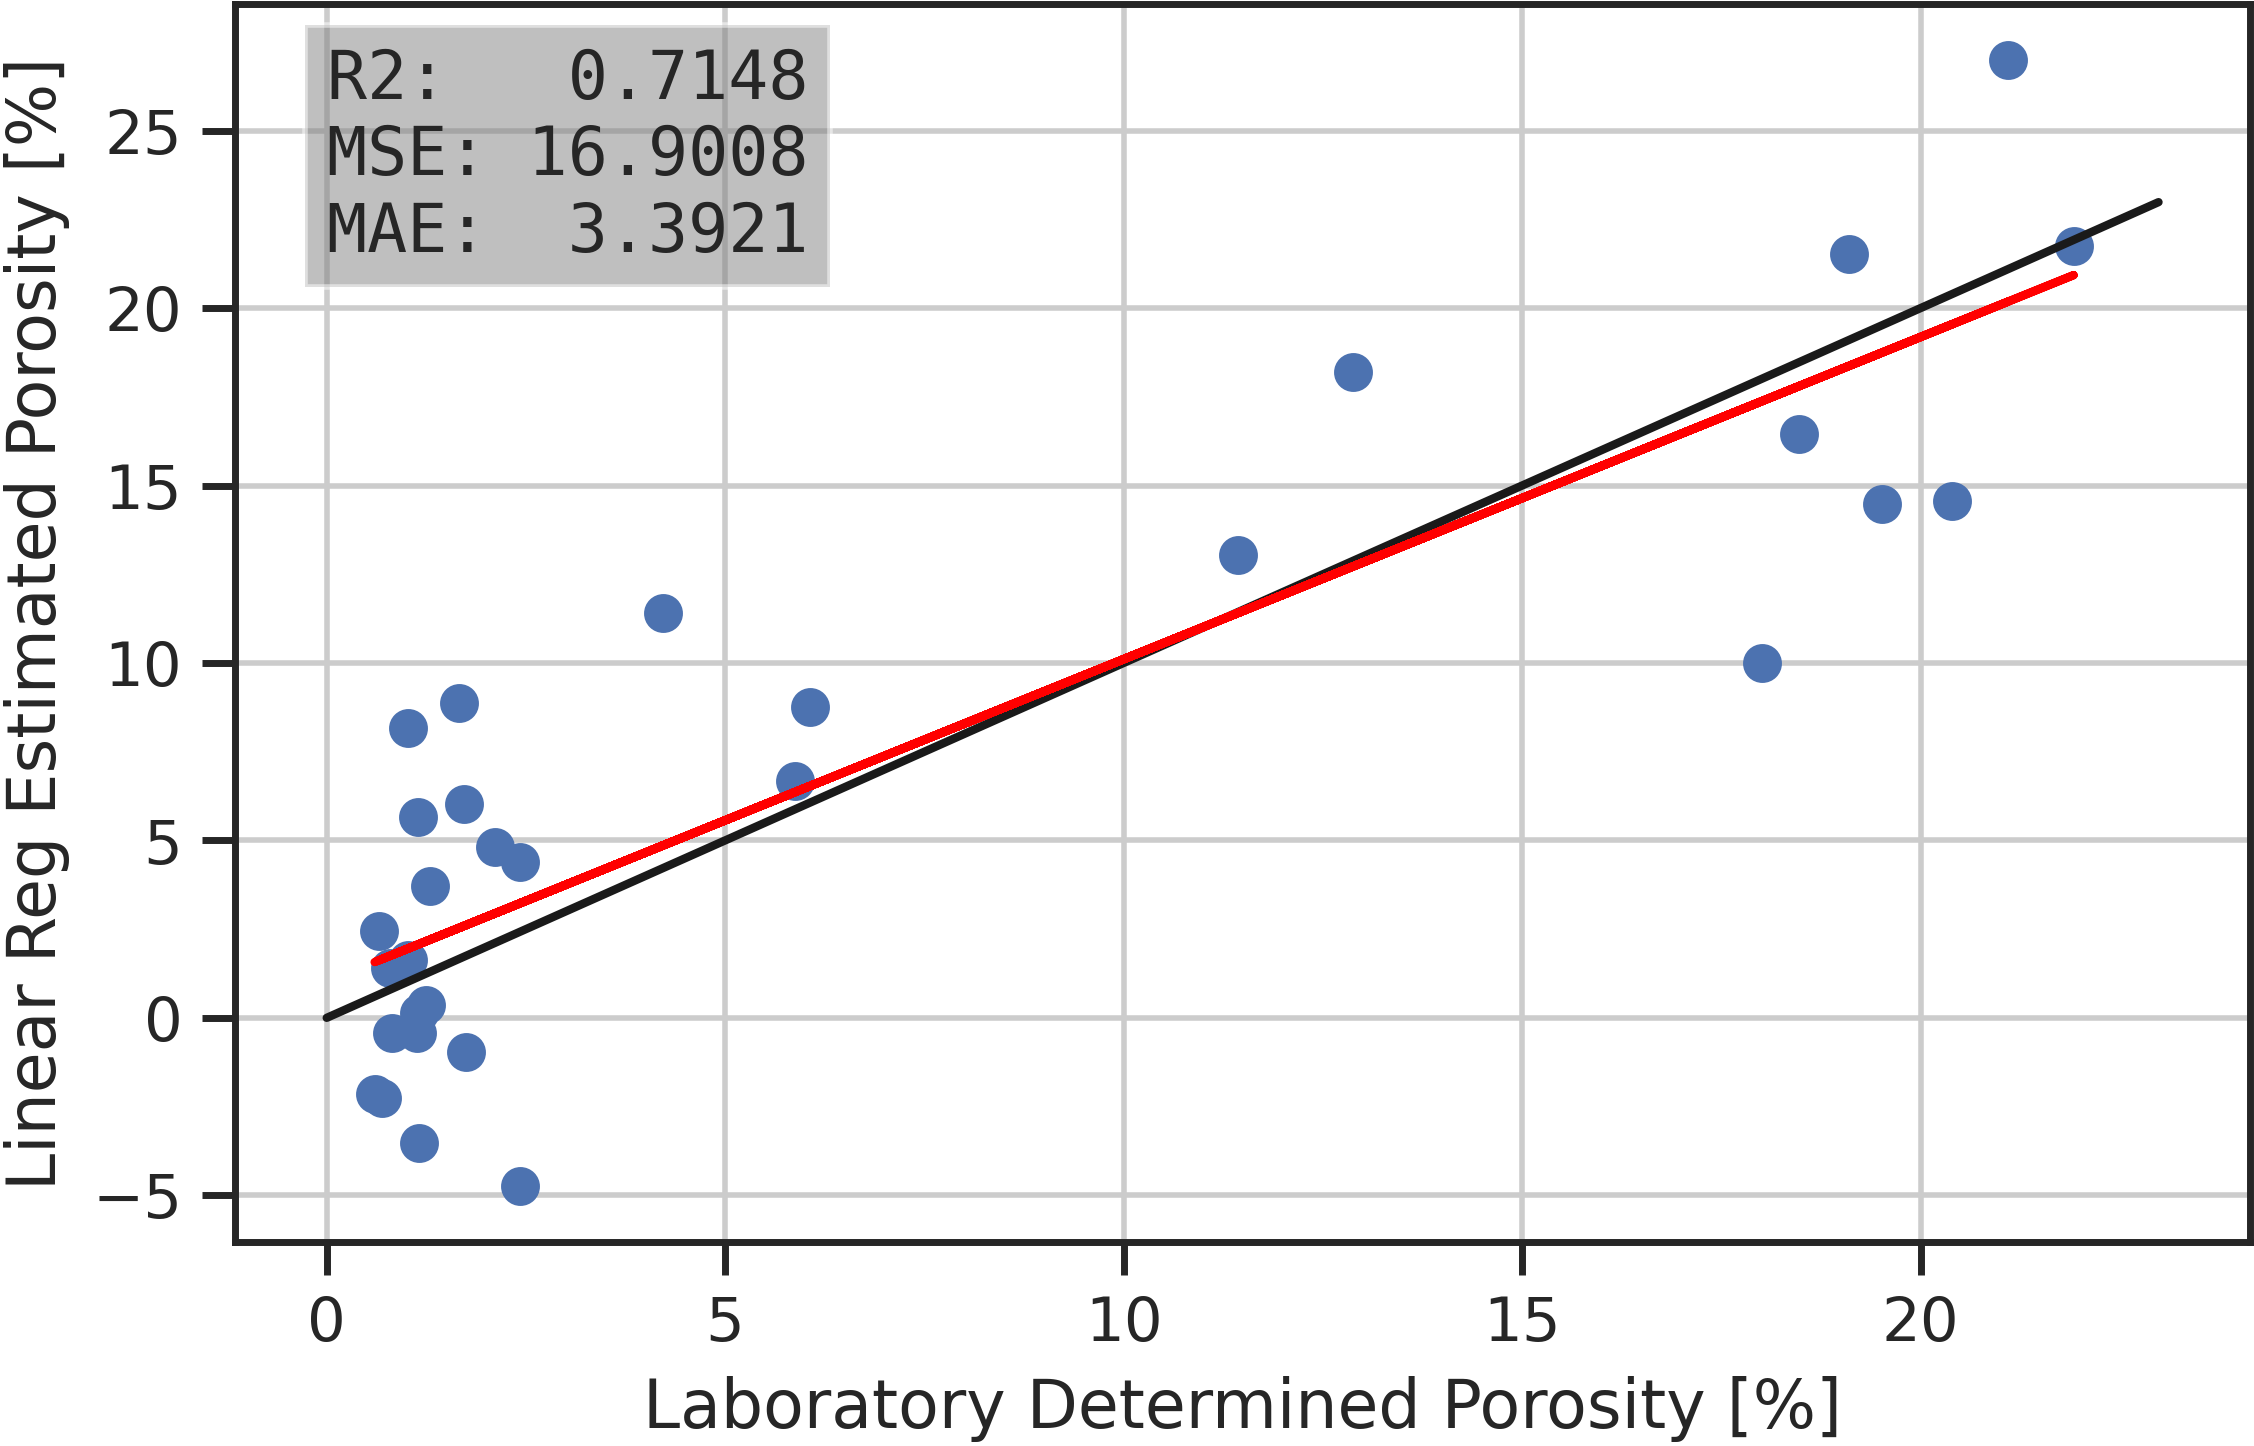 R2:   0.7148
MSE: 16.9008
MAE:  3.3921
Linear Reg Estimated Porosity [%]
25
20
15
10
5
0
−5
0 5 10 15 20
Laboratory Determined Porosity [%]